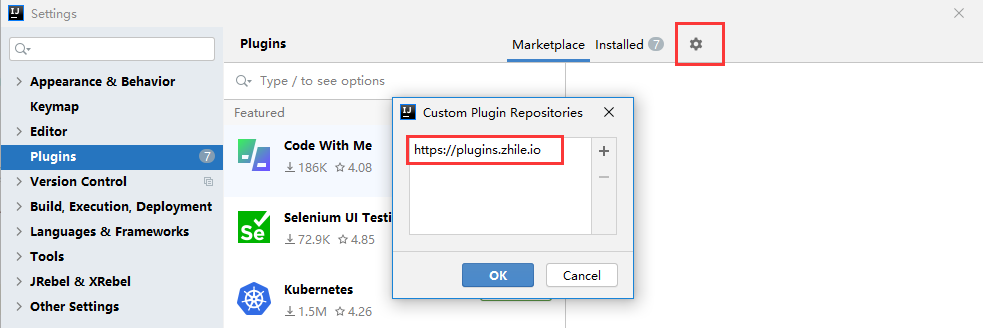 Settings
Plugins
Marketplace
Installed 7
Type / to see options
Appearance & Behavior
Keymap
Editor
Plugins 7
Version Control
Build, Execution, Deployment
Languages & Frameworks
Tools
JRebel & XRebel
Other Settings
Featured
Code With Me
186K 4.08
Selenium UI Testi
72.9K 4.85
Kubernetes
1.5M 4.26
Custom Plugin Repositories
https://plugins.zhile.io
OK
Cancel